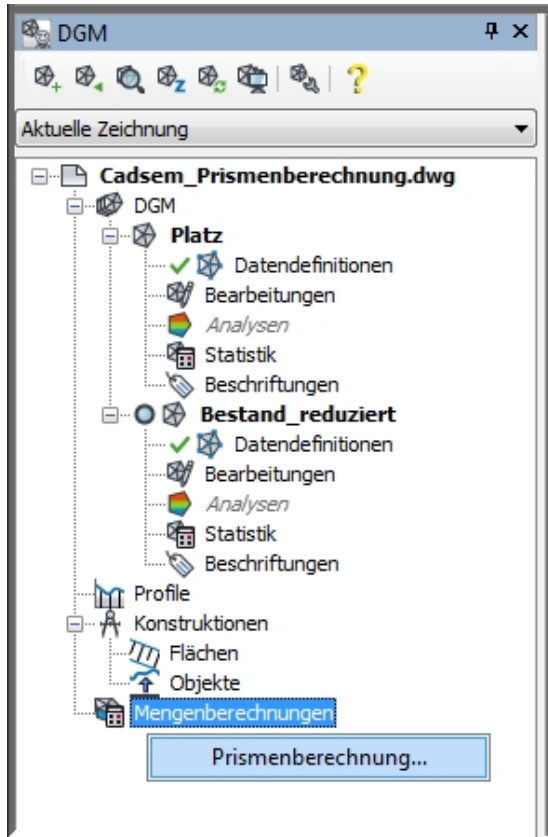 DGM
Aktuelle Zeichnung
Cadsem_Prismenberechnung.dwg
DGM
Platz
Datendefinitionen
Bearbeitungen
Analysen
Statistik
Beschriftungen
Bestand_reduziert
Datendefinitionen
Bearbeitungen
Analysen
Statistik
Beschriftungen
Profile
Konstruktionen
Flächen
Objekte
Mengenberechnungen
Prismenberechnung...